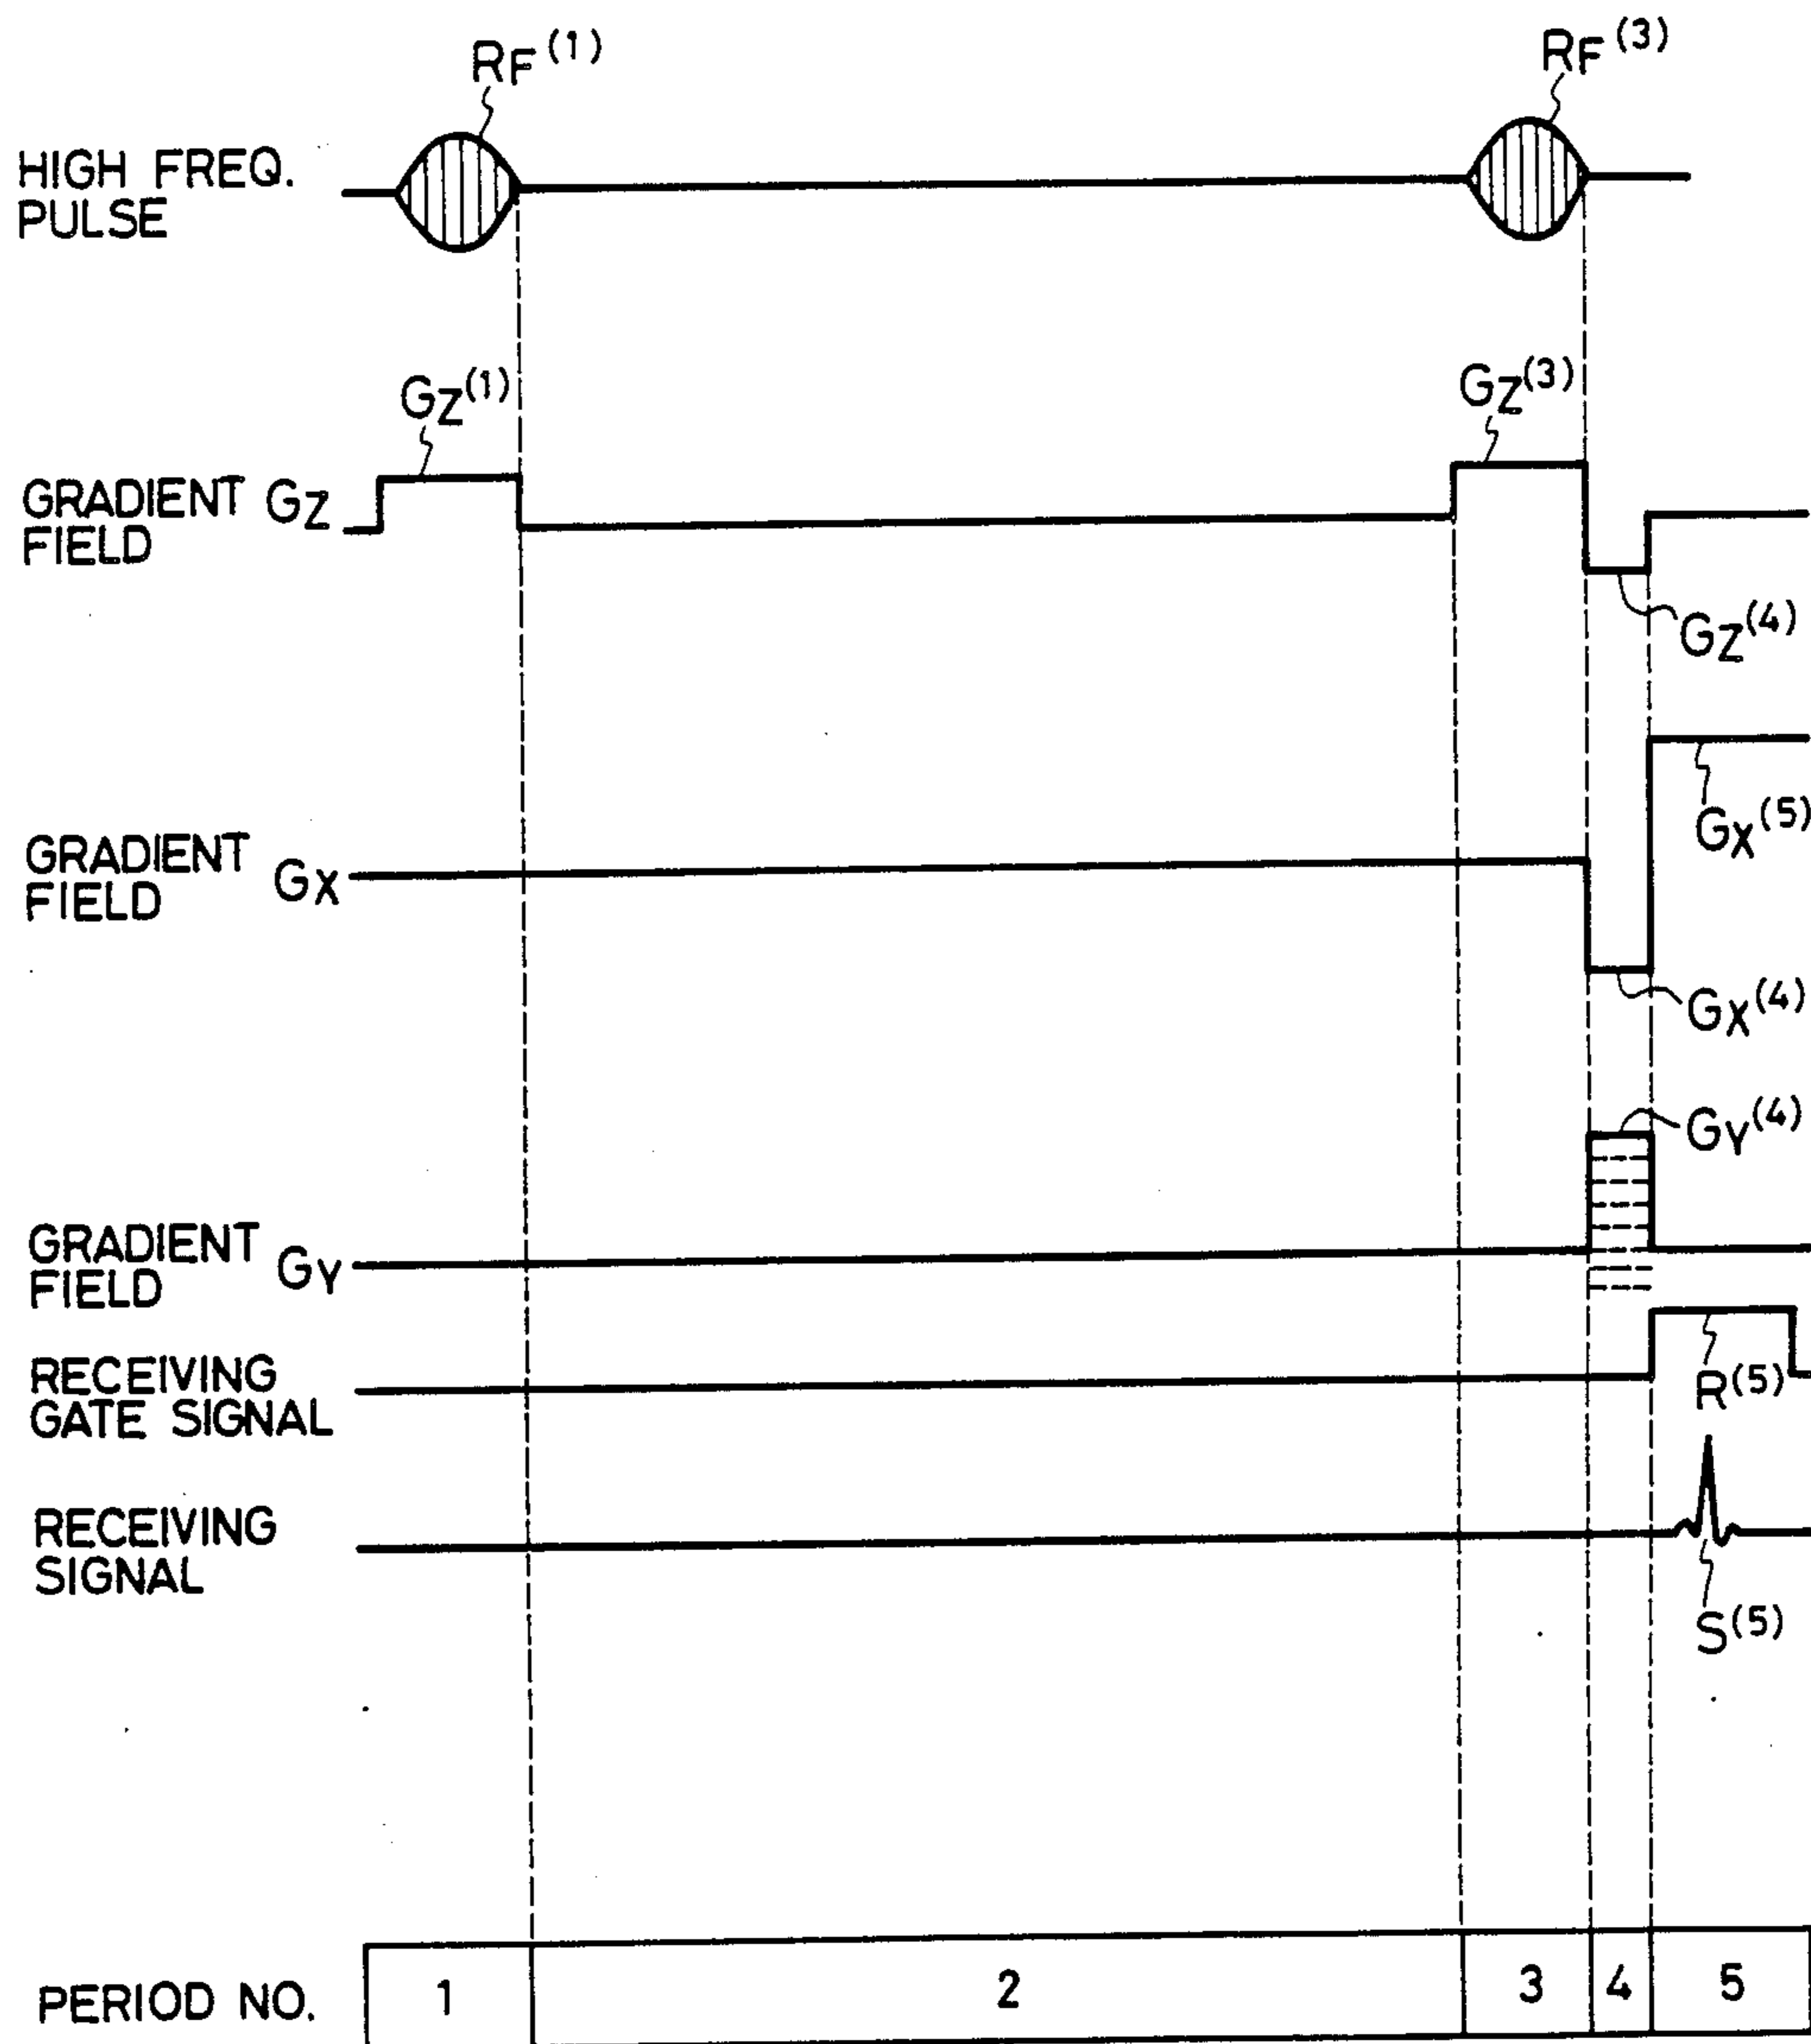 RF(1)
RF(3)
HIGH FREQ.
PULSE
GZ(1)
GZ(3)
GRADIENT
FIELD
GZ
GZ(4)
GX(5)
GRADIENT
FIELD
GX
GX(4)
GY(4)
GRADIENT
FIELD
GY
RECEIVING
GATE SIGNAL
R(5)
RECEIVING
SIGNAL
S(5)
PERIOD NO. 1 2 3 4 5